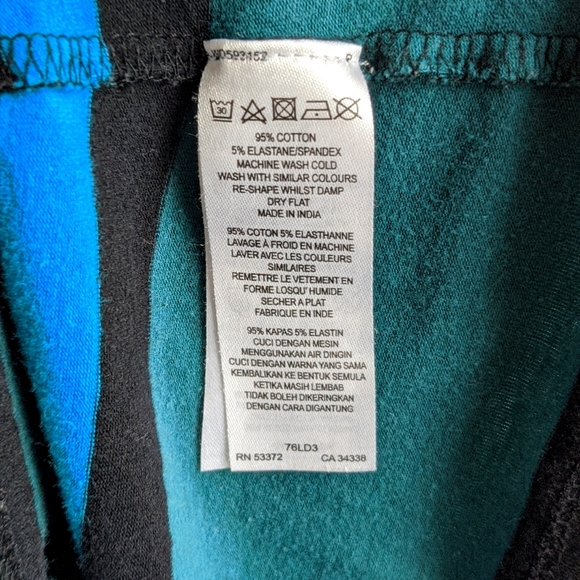 WD593152
30
95% COTTON
5% ELASTANE/SPANDEX
MACHINE WASH COLD
WASH WITH SIMILAR COLOURS
RE-SHAPE WHILST DAMP
DRY FLAT
MADE IN INDIA
95% COTON 5% ELASTHANNE
LAVAGE À FROID EN MACHINE
LAVER AVEC LES COULEURS
SIMILAIRES
REMETTRE LE VETEMENT EN
FORME LOSQU' HUMIDE
SECHER A PLAT
FABRIQUE EN INDE
95% KAPAS 5% ELASTIN
CUCI DENGAN MESIN
MENGGUNAKAN AIR DINGIN
CUCI DENGAN WARNA YANG SAMA
KEMBALIKAN KE BENTUK SEMULA
KETIKA MASIH LEMBAB
TIDAK BOLEH DIKERINGKAN
DENGAN CARA DIGANTUNG
76LD3
RN 53372 CA 34338